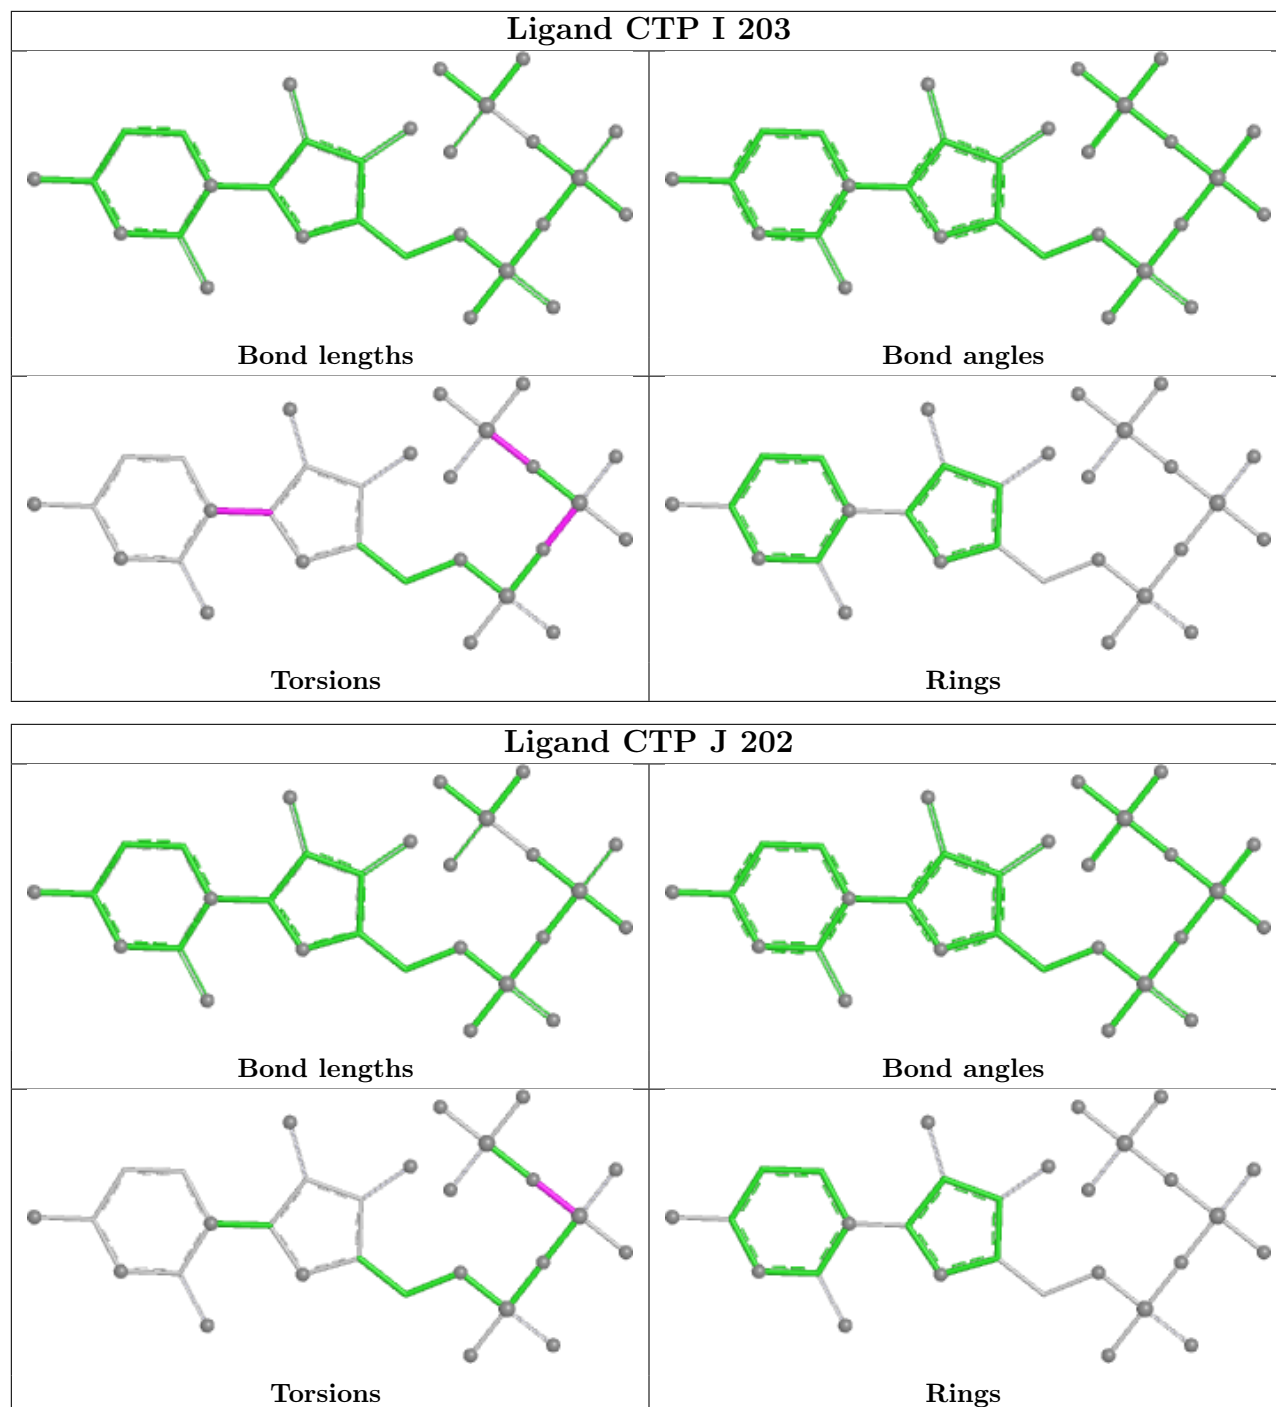 Ligand CTP I 203
Bond lengths
Bond angles
Torsions
Rings
Ligand CTP J 202
Bond lengths
Bond angles
Torsions
Rings